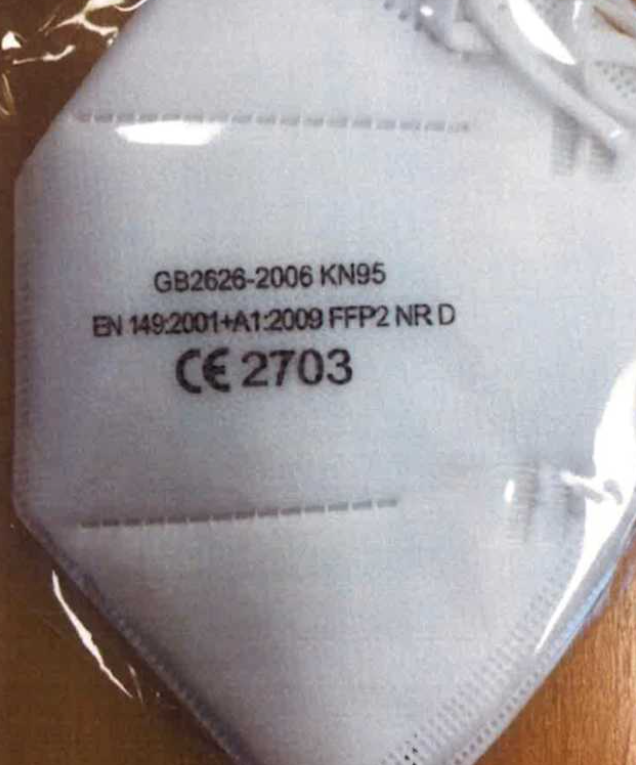 GB2626-2006 KN95
EN 149:2001+A1:2009 FFP2 NR D
CE 2703